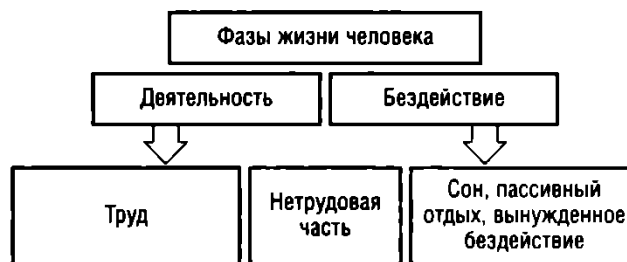 Фазы жизни человека
Деятельность
Бездействие
Труд
Нетрудовая
часть
Сон, пассивный
отдых, вынужденное
бездействие